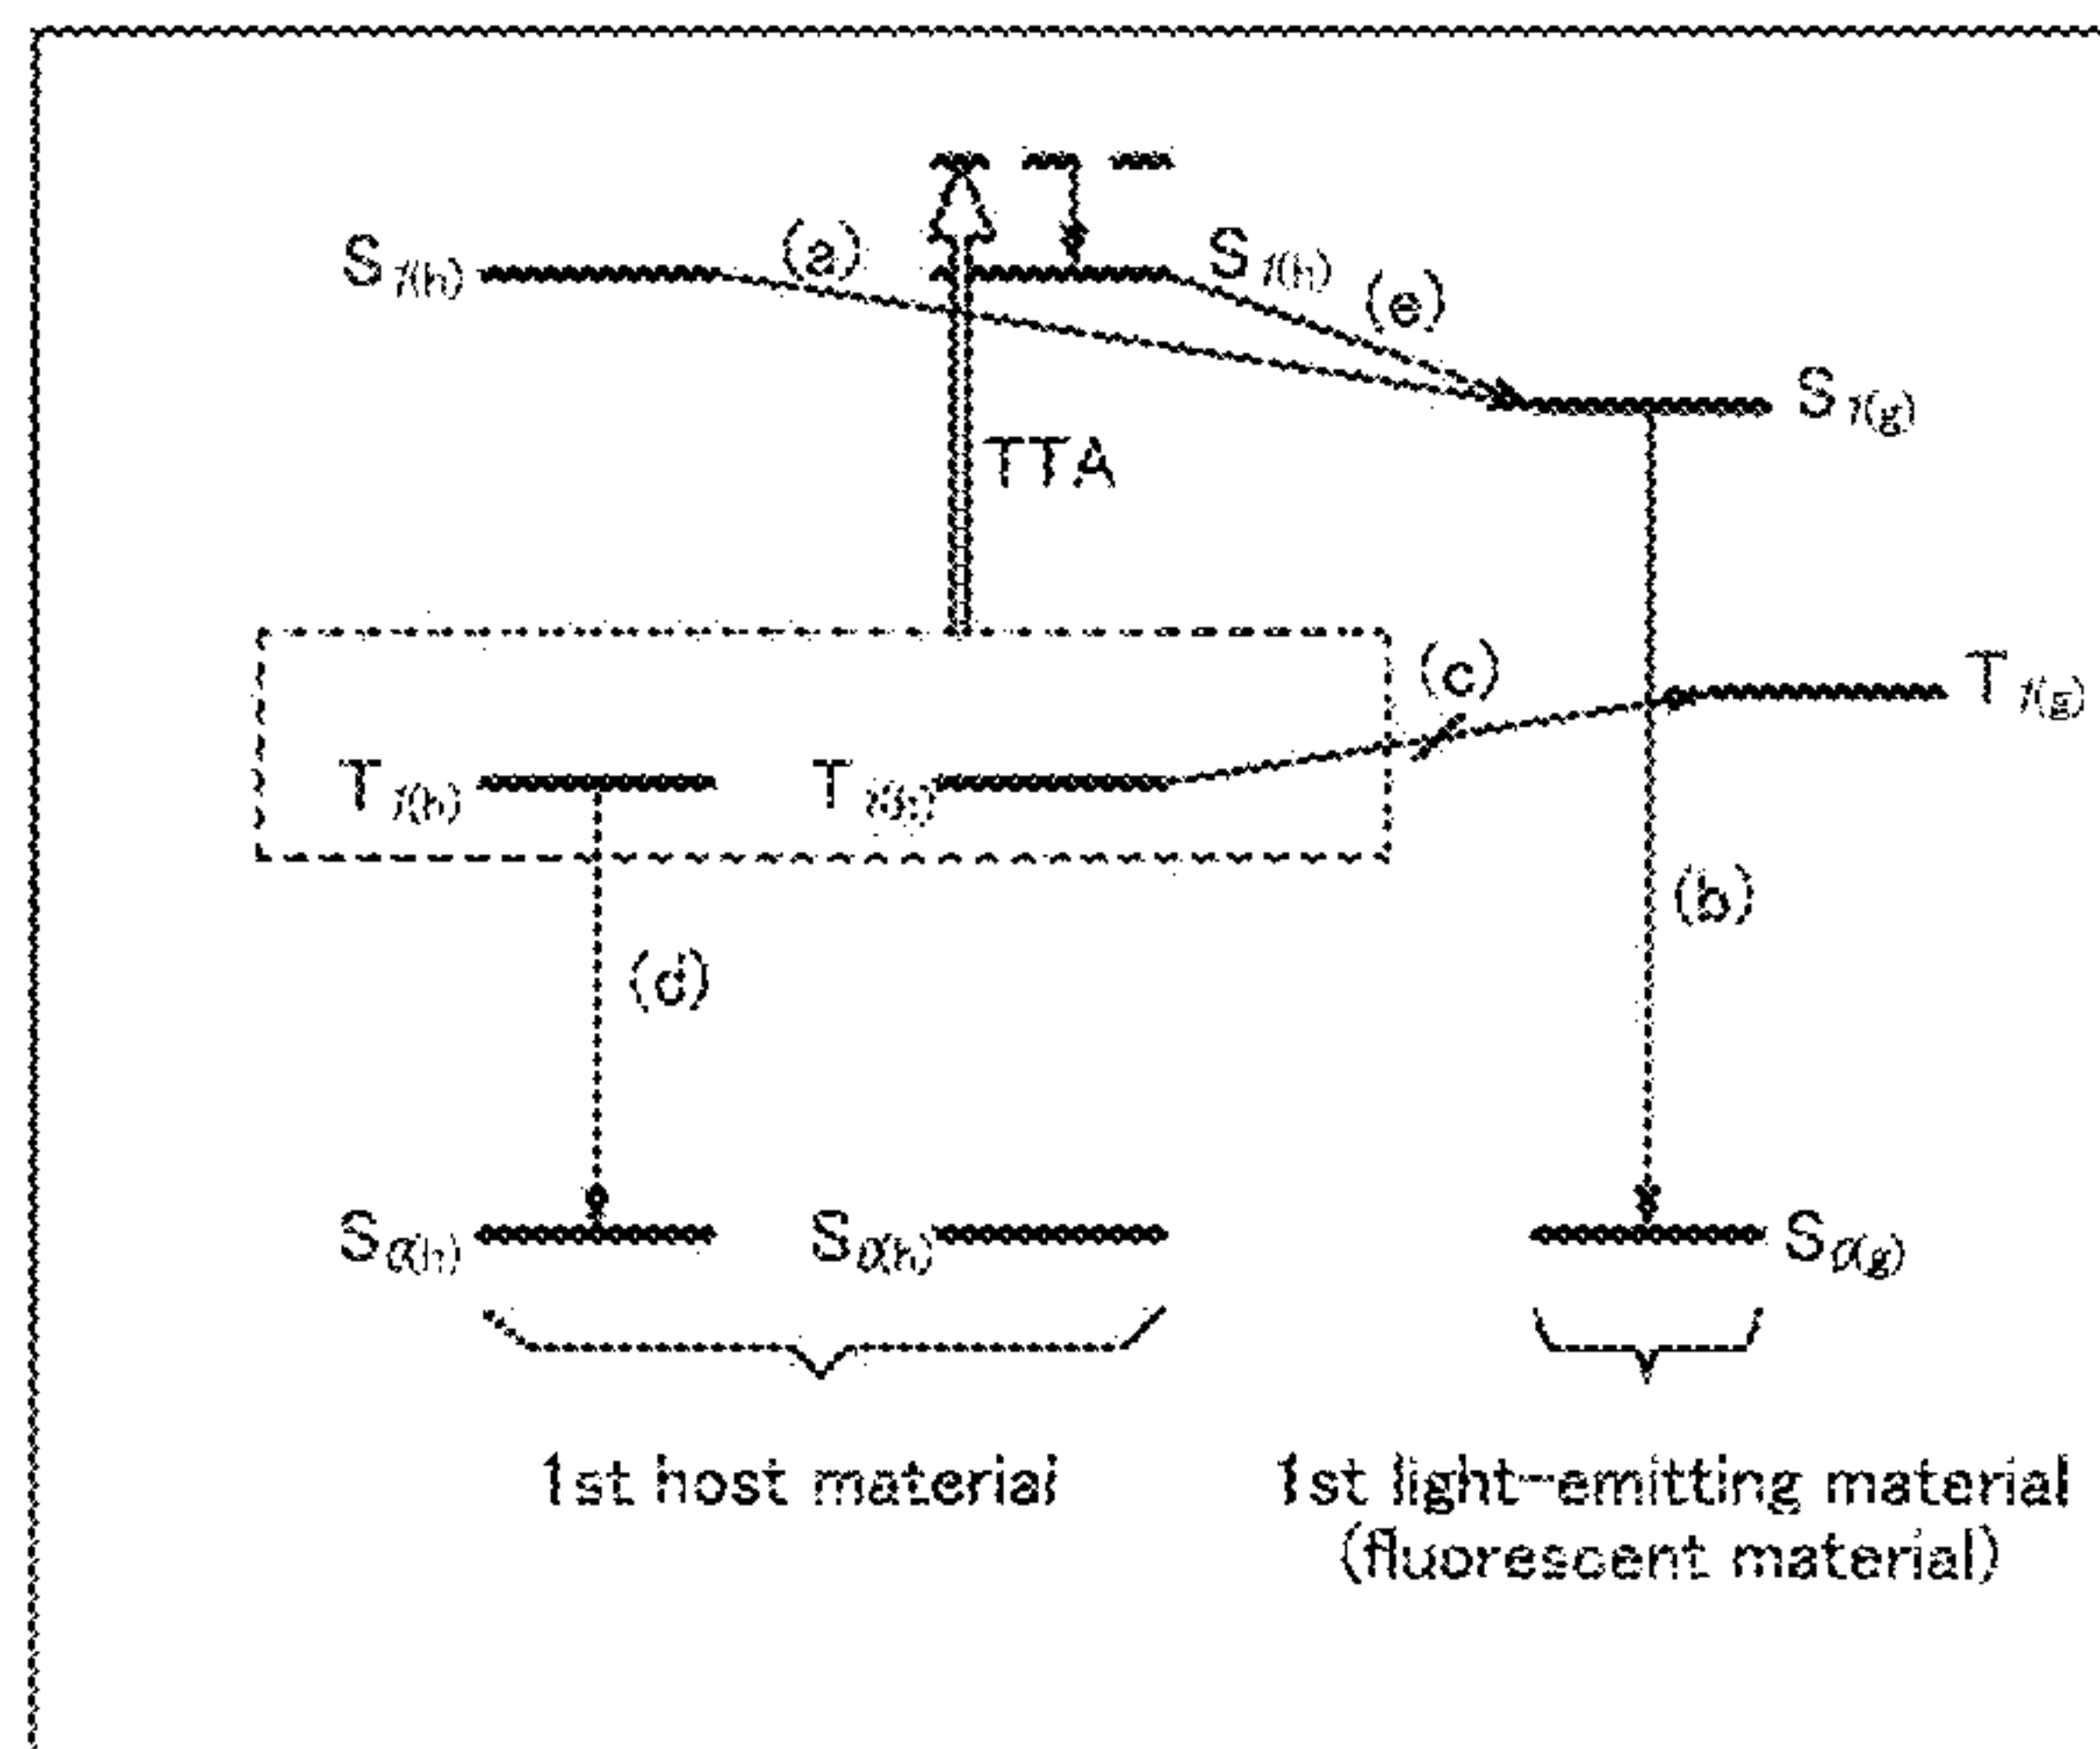 S1(h)
(a)
S1(h)
(e)
S1(g)
TTA
(c)
T1(g)
T1(h)
T1(h)
(b)
(d)
S0(h)
S0(h)
S0(g)
1st host material
1st light-emitting material
(fluorescent material)